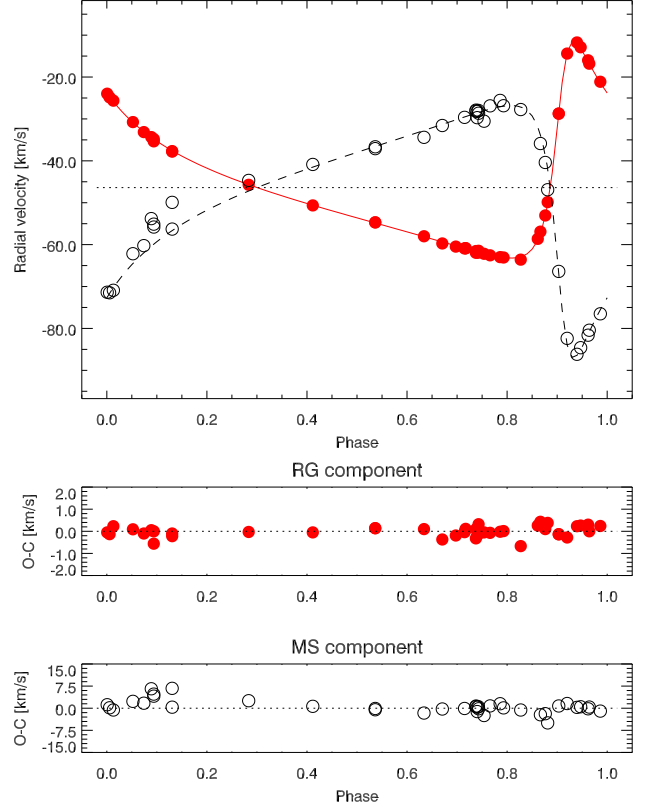 -20.0
-40.0
-60.0
-80.0
Radial velocity [km/s]
0.0 0.2 0.4 0.6 0.8 1.0
Phase
RG component
2.0
1.0
0.0
-1.0
-2.0
O-C [km/s]
0.0 0.2 0.4 0.6 0.8 1.0
MS component
15.0
7.5
0.0
-7.5
-15.0
O-C [km/s]
0.0 0.2 0.4 0.6 0.8 1.0
Phase